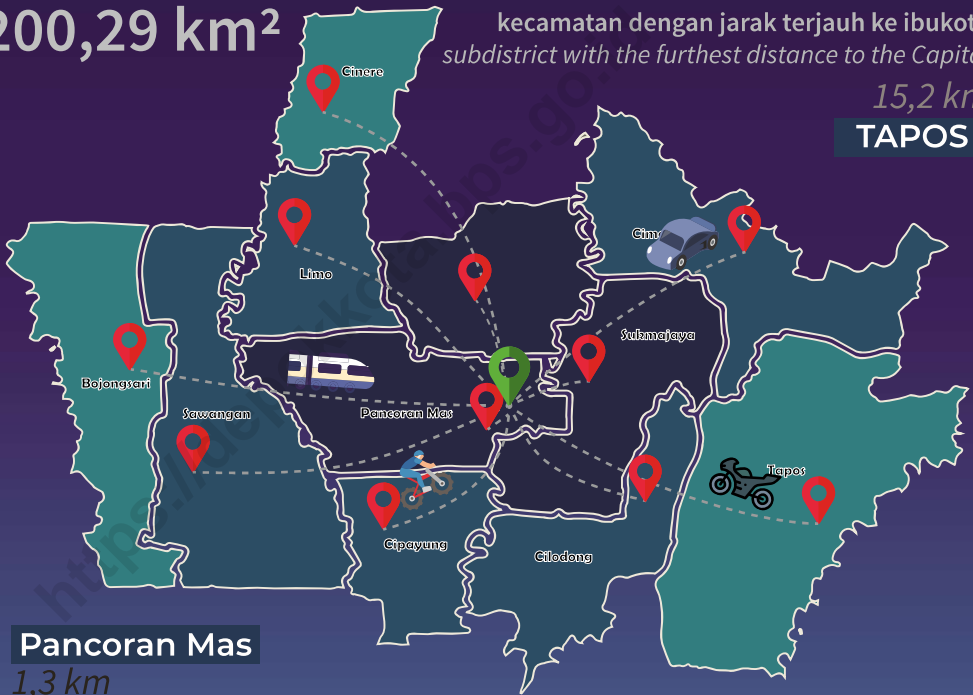 200,29 km²
kecamatan dengan jarak terjauh ke ibukot
subdistrict with the furthest distance to the Capita
15,2 km
TAPOS
Cinere
Limo
Sukmajaya
Bojongsari
Sawangan
Pancoran Mas
Tapos
Cipayung
Cilodong
Pancoran Mas
1,3 km